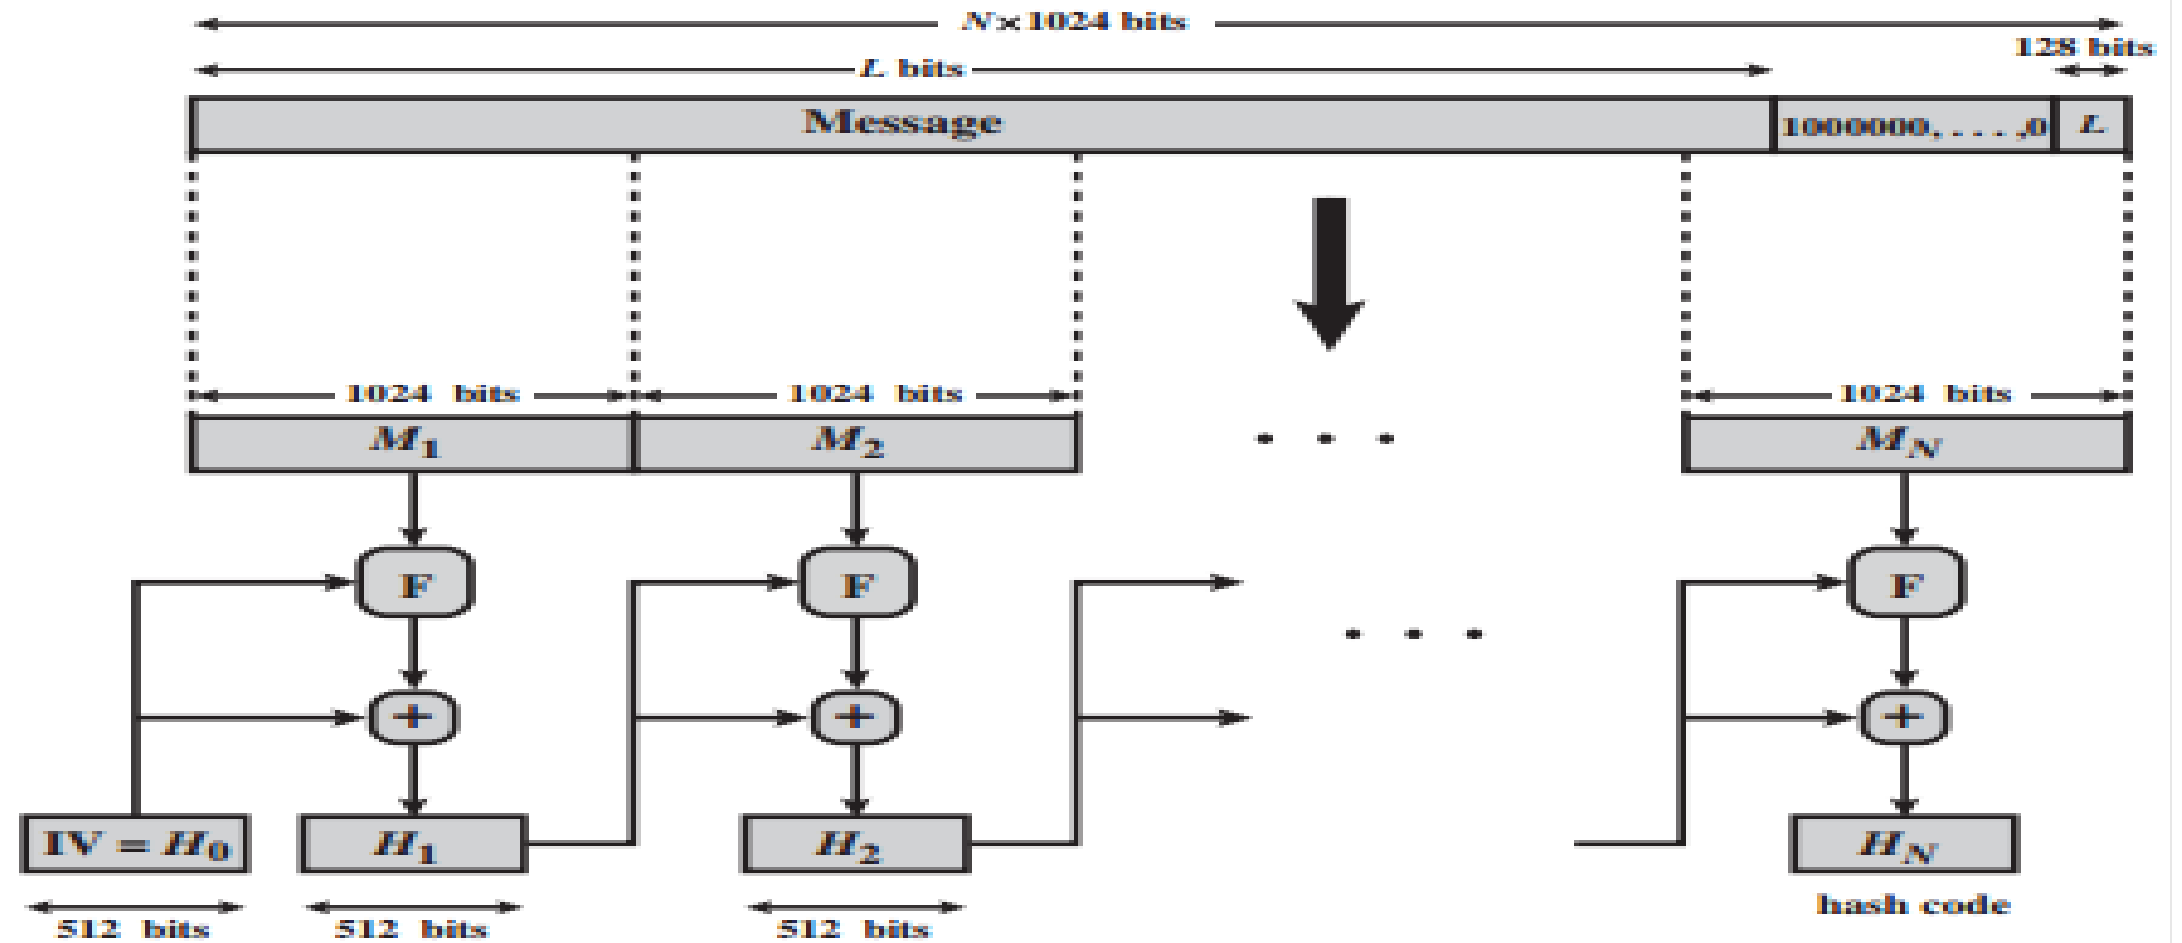 N×1024 bits
128 bits
L bits
Message
1000000, . . . ,0
L
1024 bits
1024 bits
1024 bits
M1
M2
MN
F
F
F
+
+
+
IV = H0
H1
H2
HN
hash code
512 bits
512 bits
512 bits